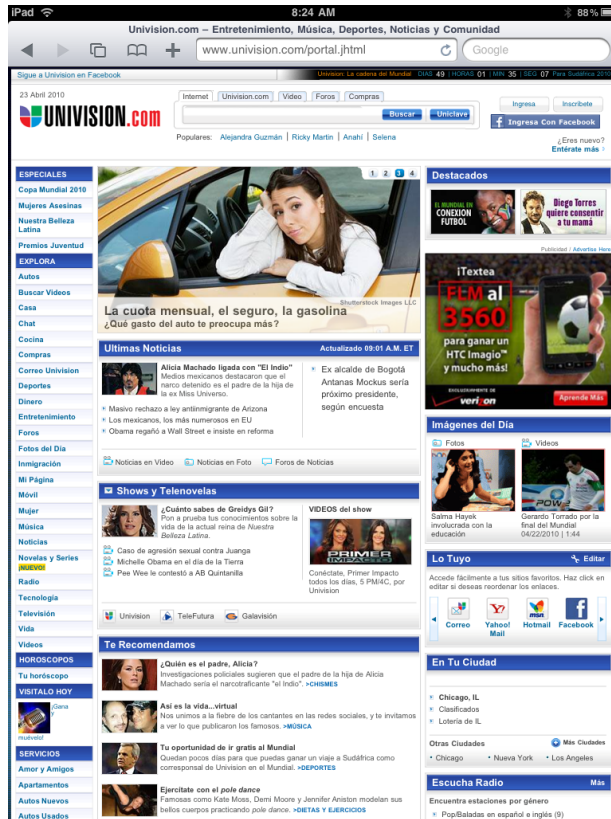 iPad
8:24 AM
88%
Univision.com – Entretenimiento, Música, Deportes, Noticias y Comunidad
www.univision.com/portal.jhtml
Google
Sigue a Univision en Facebook
Univision: La cadena del Mundial DIAS 49 | HORAS 01 | MIN 35 | SEG 07 Para Sudáfrica 2010
23 Abril 2010
UNIVISION.com
Internet Univision.com Video Foros Compras
Buscar Uniclave
Populares: Alejandra Guzmán | Ricky Martin | Anahí | Selena
Ingresa Inscríbete
Ingresa Con Facebook
¿Eres nuevo?
Entérate más >
ESPECIALES
Copa Mundial 2010
Mujeres Asesinas
Nuestra Belleza
Latina
Premios Juventud
EXPLORA
Autos
Buscar Videos
Casa
Chat
Cocina
Compras
Correo Univision
Deportes
Dinero
Entretenimiento
Foros
Fotos del Día
Inmigración
Mi Página
Móvil
Mujer
Música
Noticias
Novelas y Series
¡NUEVO!
Radio
Tecnología
Televisión
Vida
Videos
HOROSCOPOS
Tu horóscopo
VISITALO HOY
¡Gana
y
muévelo!
SERVICIOS
Amor y Amigos
Apartamentos
Autos Nuevos
Autos Usados
1 2 3 4
Shutterstock Images LLC
La cuota mensual, el seguro, la gasolina
¿Qué gasto del auto te preocupa más?
Ultimas Noticias
Actualizado 09:01 A.M. ET
Alicia Machado ligada con "El Indio"
Medios mexicanos destacaron que el
narco detenido es el padre de la hija de
la ex Miss Universo.
Masivo rechazo a ley antiinmigrante de Arizona
Los mexicanos, los más numerosos en EU
Obama regañó a Wall Street e insiste en reforma
Ex alcalde de Bogotá
Antanas Mockus sería
próximo presidente,
según encuesta
Noticias en Video Noticias en Foto Foros de Noticias
Shows y Telenovelas
¿Cuánto sabes de Greidys Gil?
Pon a prueba tus conocimientos sobre la
vida de la actual reina de Nuestra
Belleza Latina.
Caso de agresión sexual contra Juanga
Michelle Obama en el día de la Tierra
Pee Wee le contestó a AB Quintanilla
VIDEOS del show
PRIMER
IMPACTO
Conéctate, Primer Impacto
todos los días, 5 PM/4C, por
Univision
Univision TeleFutura Galavisión
Te Recomendamos
¿Quién es el padre, Alicia?
Investigaciones policiales sugieren que el padre de la hija de Alicia
Machado sería el narcotraficante "el Indio". >CHISMES
Así es la vida...virtual
Nos unimos a la fiebre de los cantantes en las redes sociales, y te invitamos
a ver lo que publicaron los famosos. >MÚSICA
Tu oportunidad de ir gratis al Mundial
Quedan pocos días para que puedas ganar un viaje a Sudáfrica como
corresponsal de Univision en el Mundial. >DEPORTES
Ejercítate con el pole dance
Famosas como Kate Moss, Demi Moore y Jennifer Aniston modelan sus
bellos cuerpos practicando pole dance. >DIETAS Y EJERCICIOS
Destacados
EL MUNDIAL EN
CONEXION
FUTBOL
Diego Torres
quiere consentir
a tu mamá
Publicidad / Advertise Here
¡Textea
FLM al
3560
para ganar un
HTC Imagio™
y mucho más!
EXCLUSIVAMENTE DE
verizon
Aprende Más
Imágenes del Día
Fotos
Videos
Salma Hayek
involucrada con la
educación
Gerardo Torrado por la
final del Mundial
04/22/2010 | 1:44
Lo Tuyo
Editar
Accede fácilmente a tus sitios favoritos. Haz click en
editar si deseas reordenar los enlaces.
Correo
Yahoo!
Mail
msn
Hotmail
Facebook
En Tu Ciudad
Chicago, IL
Clasificados
Lotería de IL
Otras Ciudades
Más Ciudades
• Chicago • Nueva York • Los Angeles
Escucha Radio
Más
Encuentra estaciones por género
Pop/Baladas en español e inglés (9)